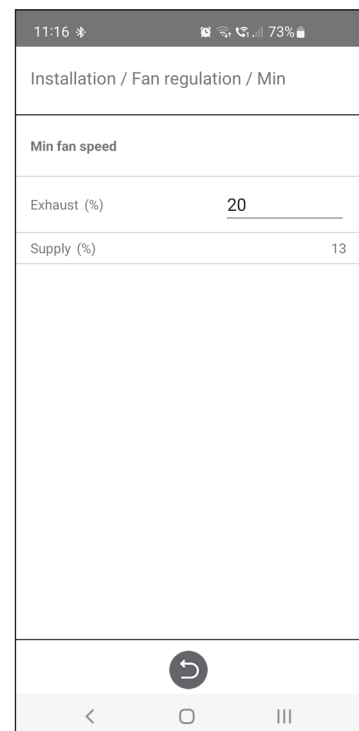 11:16 73%
Installation / Fan regulation / Min
Min fan speed
Exhaust (%) 20
Supply (%) 13